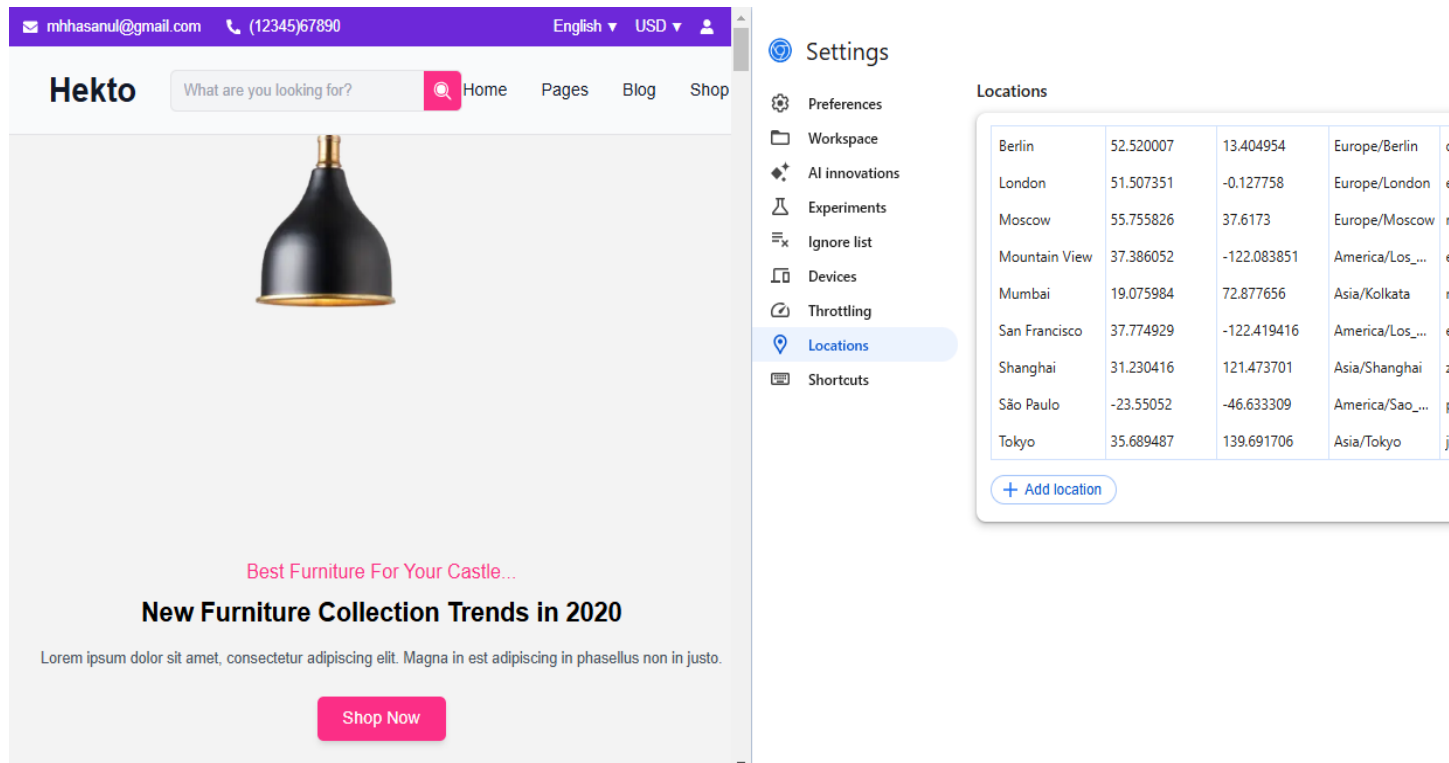 mhhasanul@gmail.com (12345)67890 English ▼ USD ▼
Hekto What are you looking for? Home Pages Blog Shop
Best Furniture For Your Castle...
New Furniture Collection Trends in 2020
Lorem ipsum dolor sit amet, consectetur adipiscing elit. Magna in est adipiscing in phasellus non in justo.
Shop Now
Settings
Preferences
Workspace
AI innovations
Experiments
Ignore list
Devices
Throttling
Locations
Shortcuts
Locations
Berlin 52.520007 13.404954 Europe/Berlin
London 51.507351 -0.127758 Europe/London
Moscow 55.755826 37.6173 Europe/Moscow
Mountain View 37.386052 -122.083851 America/Los_...
Mumbai 19.075984 72.877656 Asia/Kolkata
San Francisco 37.774929 -122.419416 America/Los_...
Shanghai 31.230416 121.473701 Asia/Shanghai
São Paulo -23.55052 -46.633309 America/Sao_...
Tokyo 35.689487 139.691706 Asia/Tokyo
+ Add location